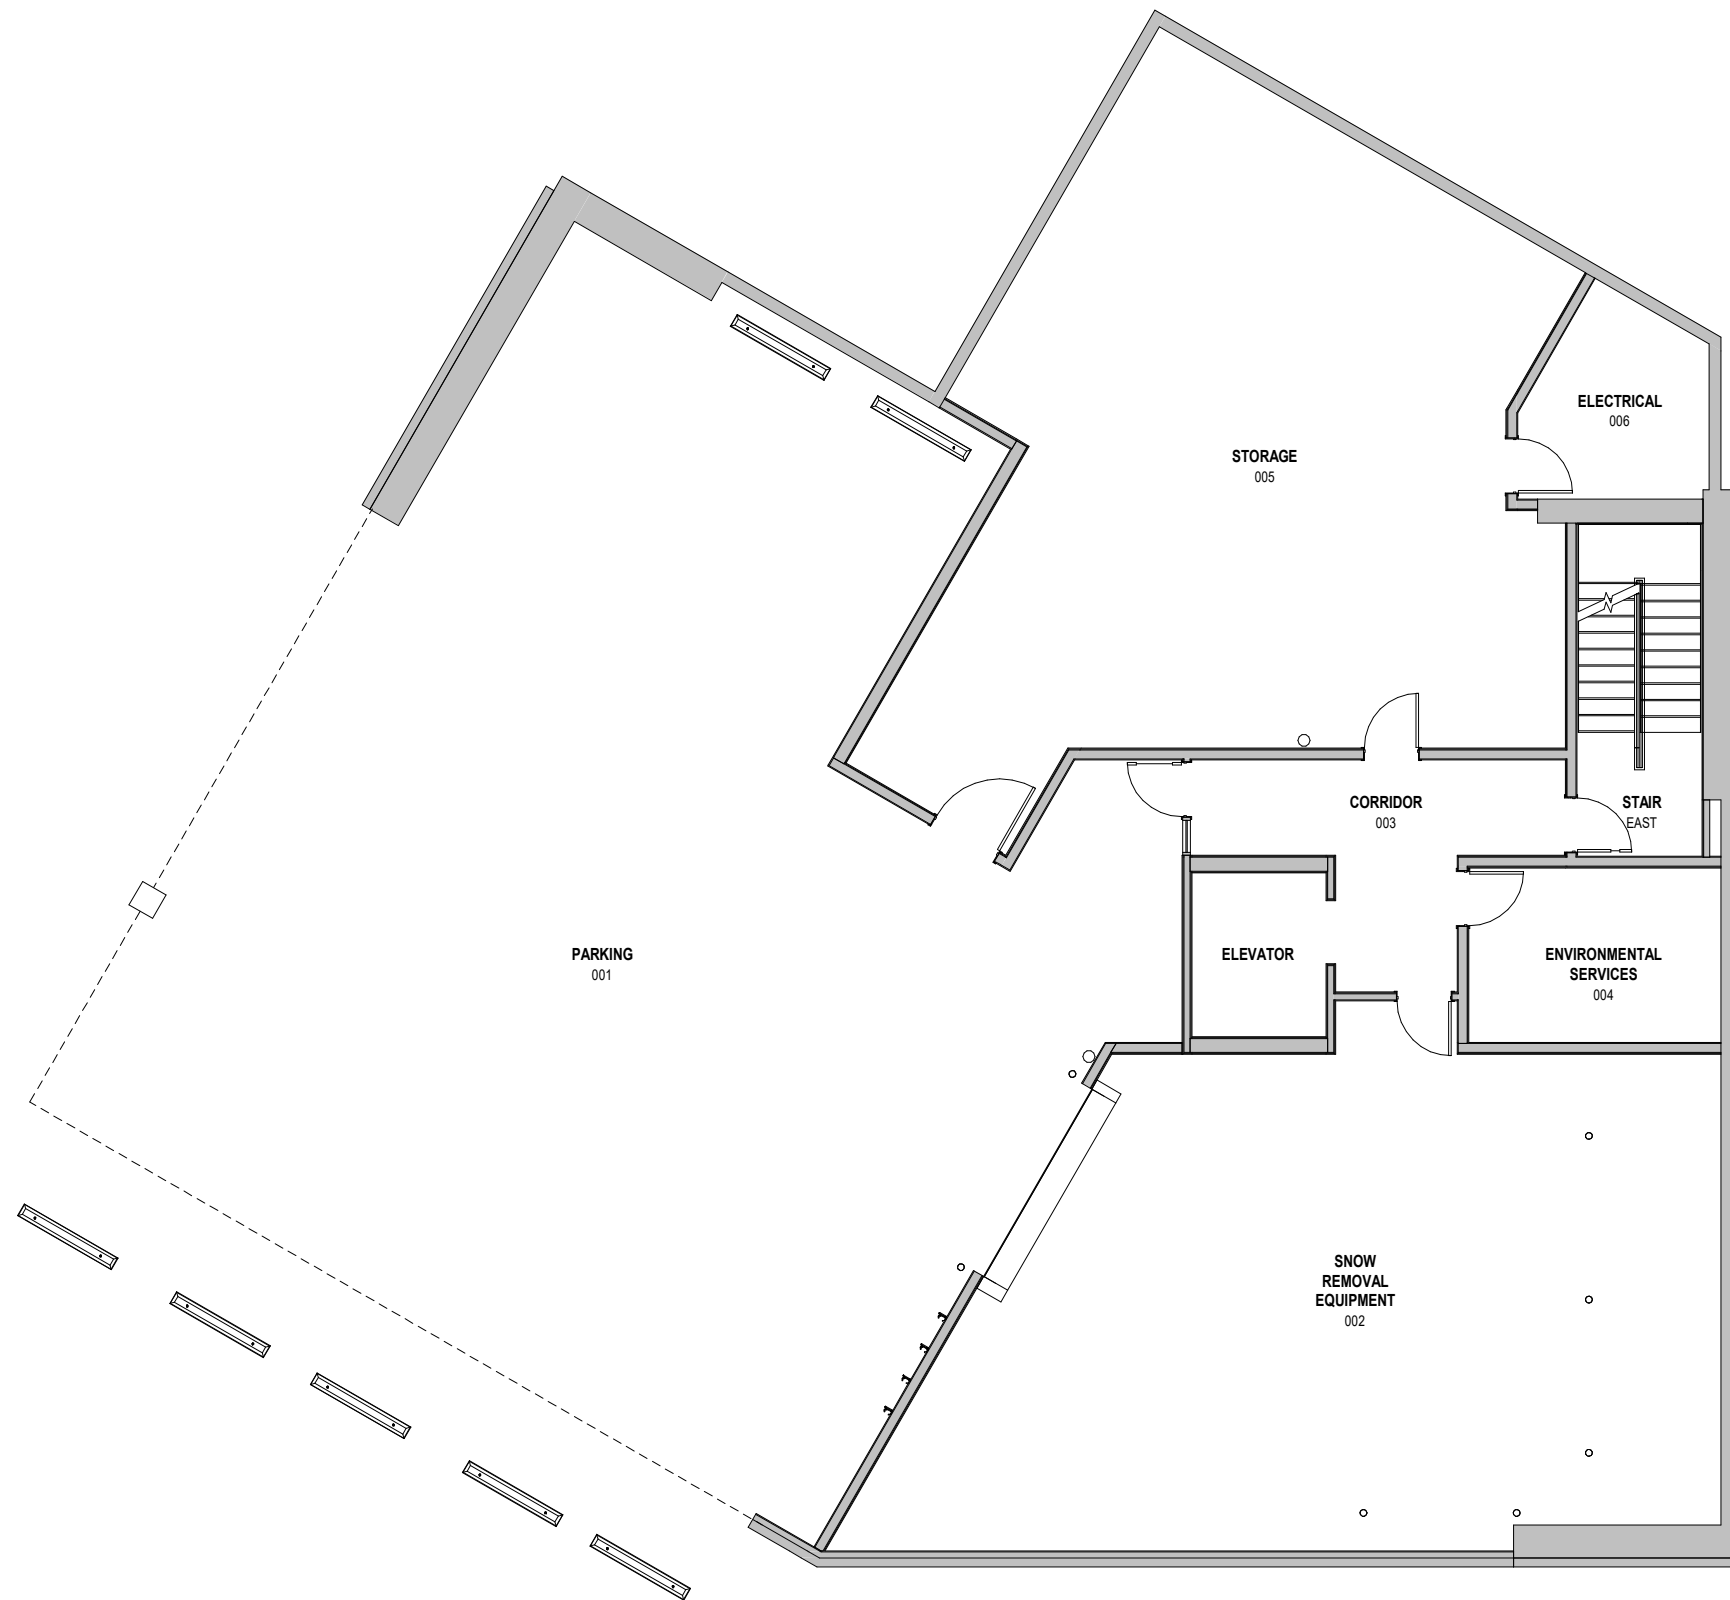 ELECTRICAL
006
STORAGE
005
CORRIDOR
003
STAIR
EAST
PARKING
001
ELEVATOR
ENVIRONMENTAL
SERVICES
004
SNOW
REMOVAL
EQUIPMENT
002